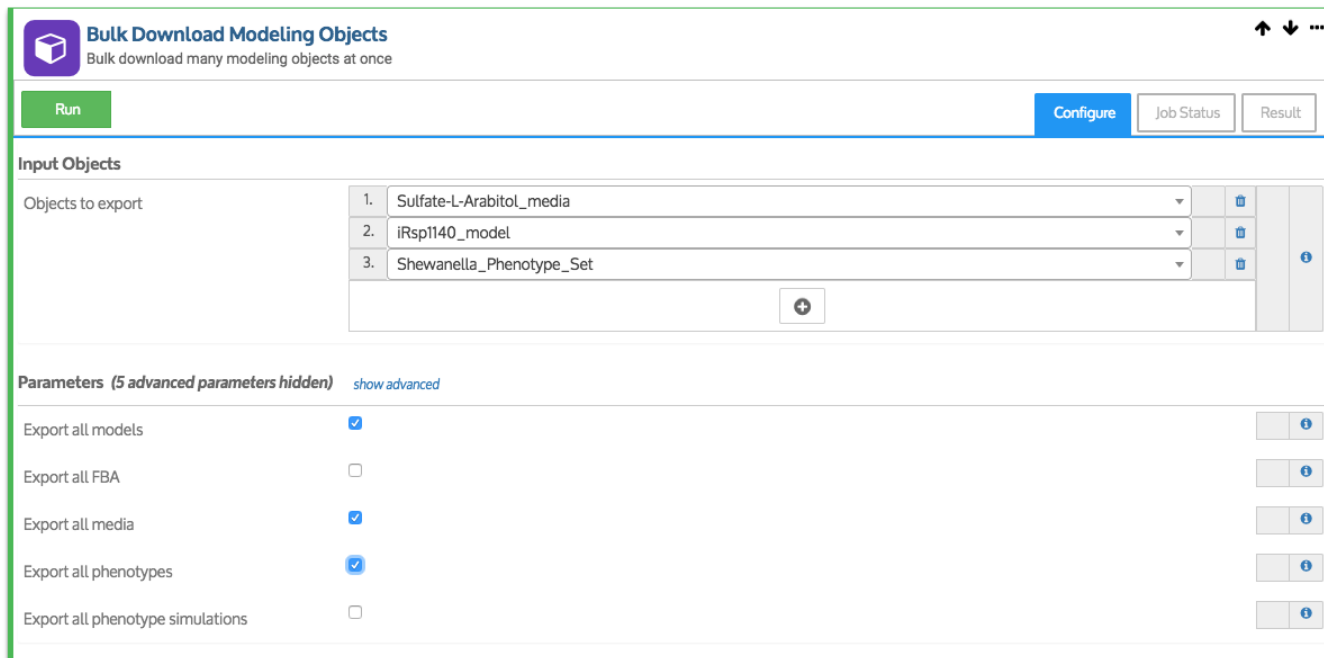 Bulk Download Modeling Objects
Bulk download many modeling objects at once
Run
Configure
Job Status
Result
Input Objects
Objects to export
1. Sulfate-L-Arabitol_media
2. iRsp1140_model
3. Shewanella_Phenotype_Set
Parameters (5 advanced parameters hidden) show advanced
Export all models
Export all FBA
Export all media
Export all phenotypes
Export all phenotype simulations